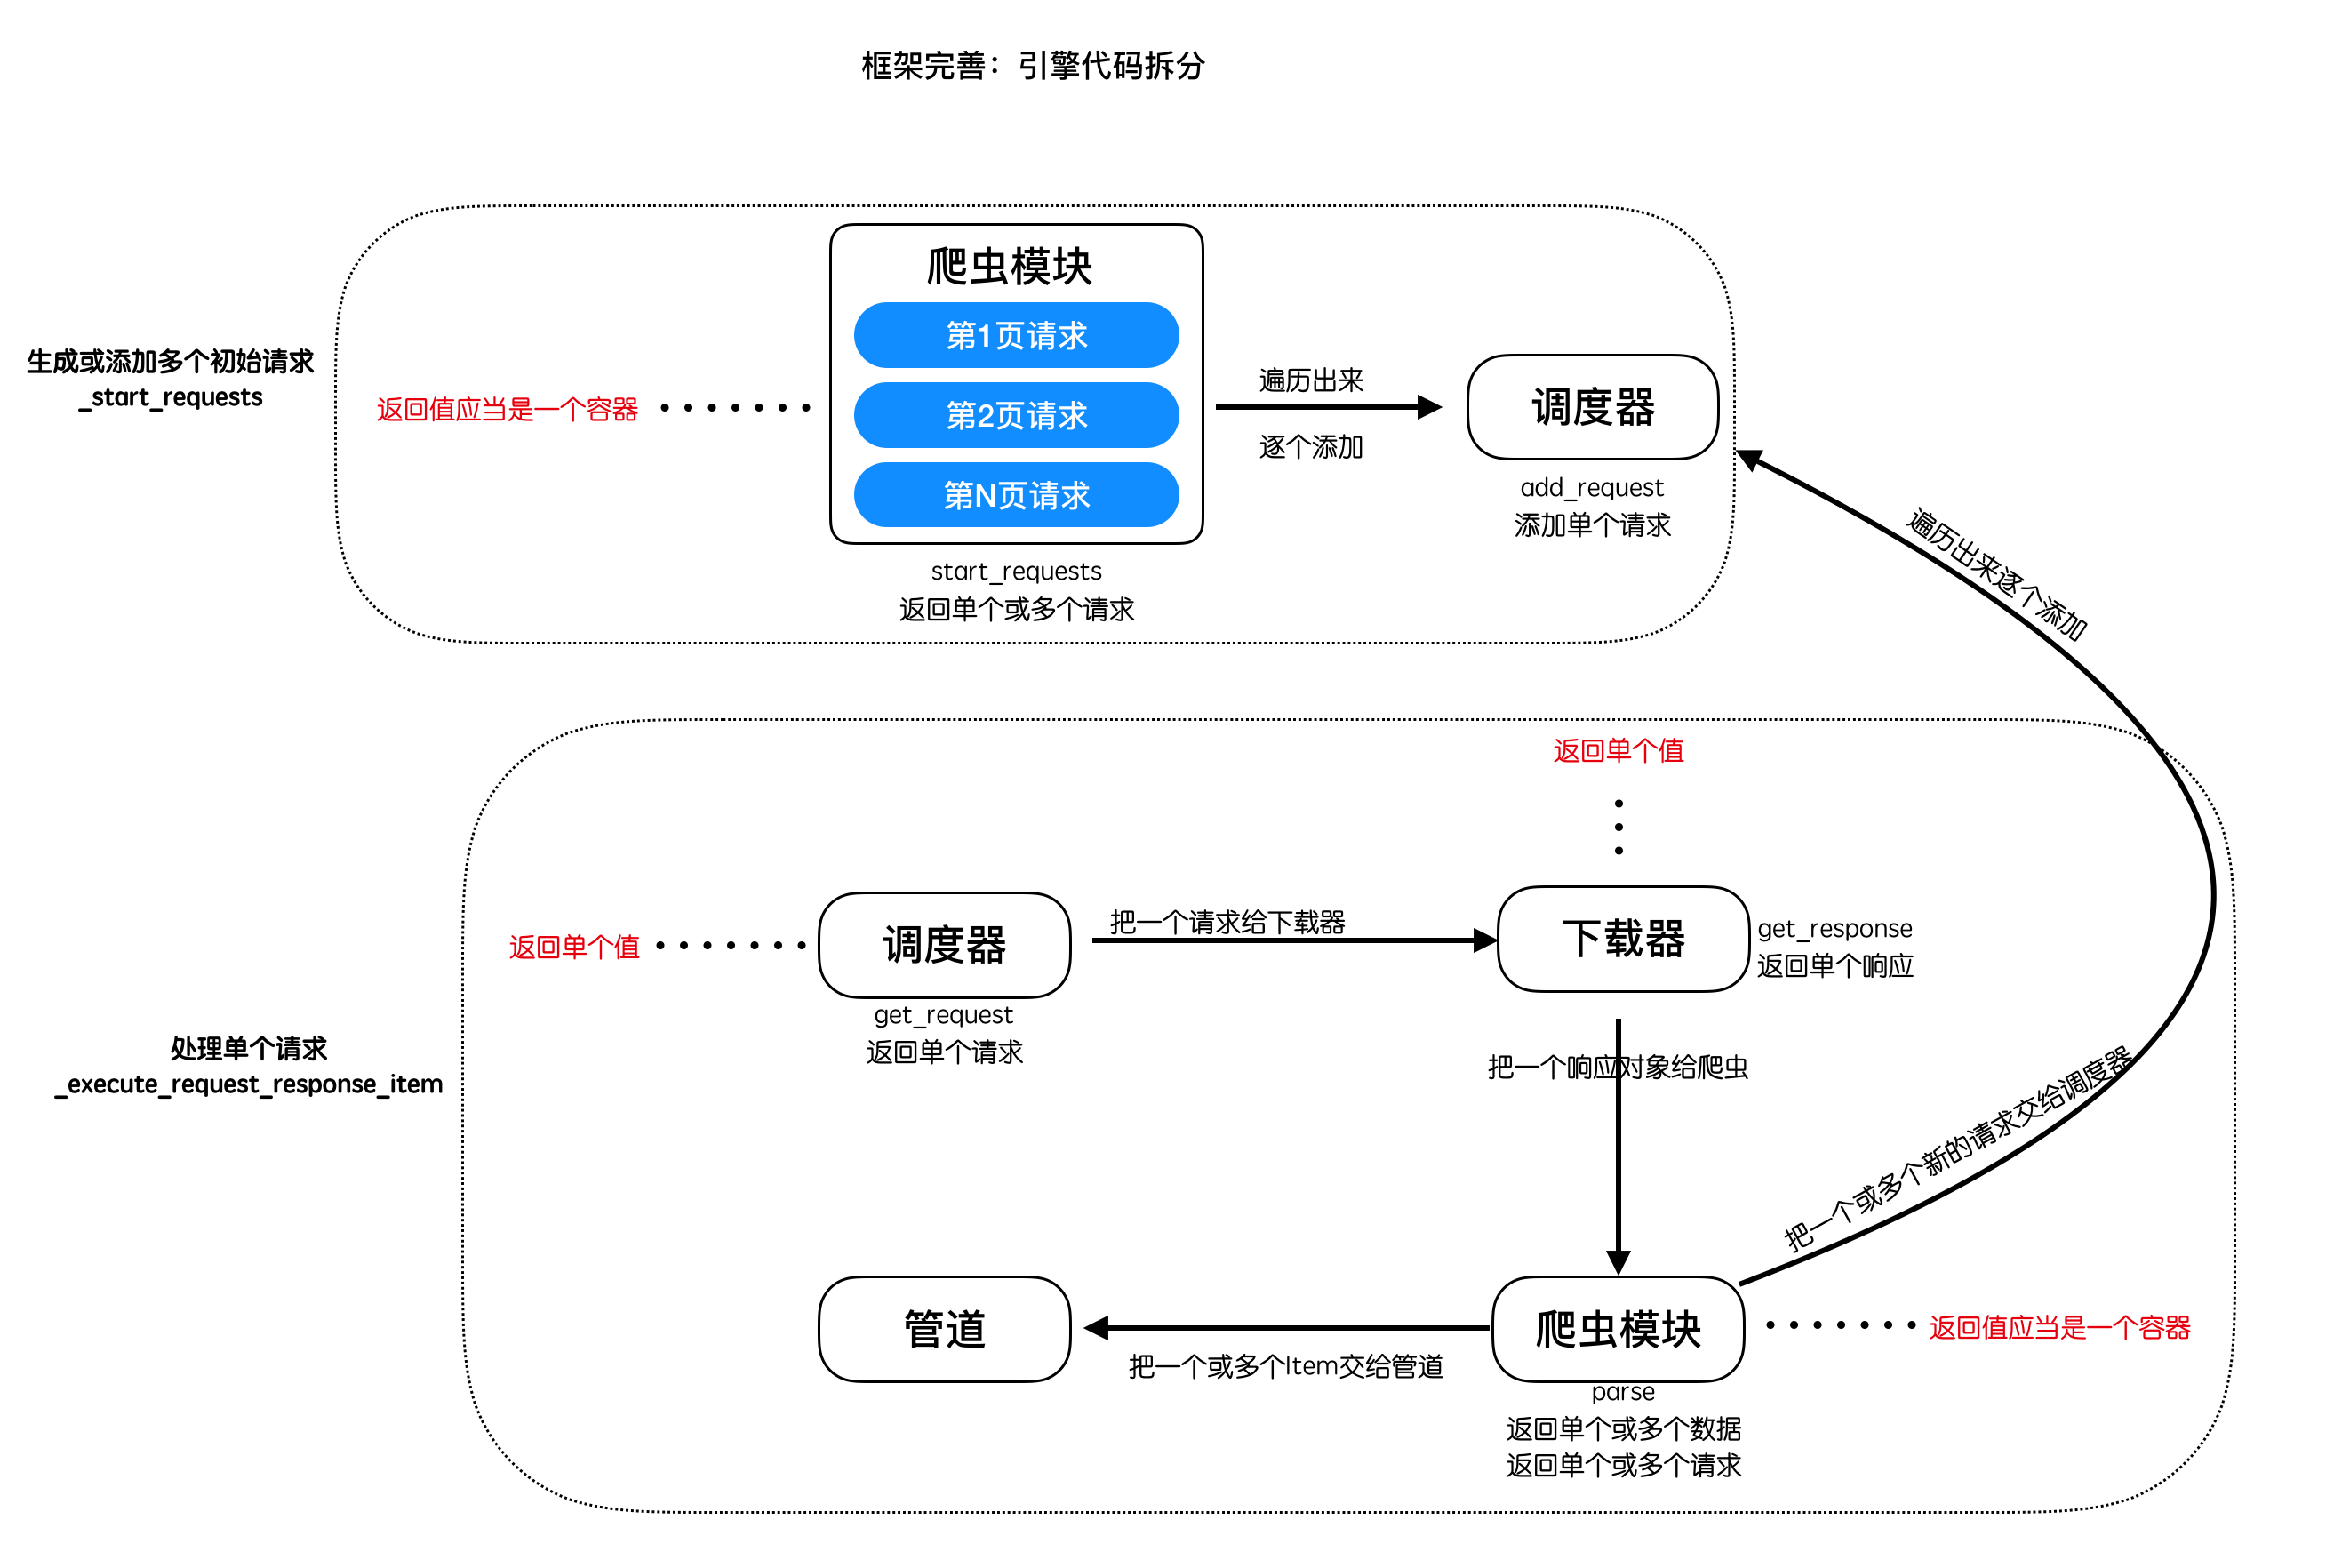 框架完善：引擎代码拆分
生成或添加多个初始请求
_start_requests
返回值应当是一个容器
爬虫模块
第1页请求
第2页请求
第N页请求
start_requests
返回单个或多个请求
遍历出来
逐个添加
调度器
add_request
添加单个请求
遍历出来逐个添加
处理单个请求
_execute_request_response_item
返回单个值
调度器
get_request
返回单个请求
把一个请求给下载器
返回单个值
下载器
get_response
返回单个响应
把一个响应对象给爬虫
把一个或多个新的请求交给调度器
管道
把一个或多个Item交给管道
爬虫模块
返回值应当是一个容器
parse
返回单个或多个数据
返回单个或多个请求